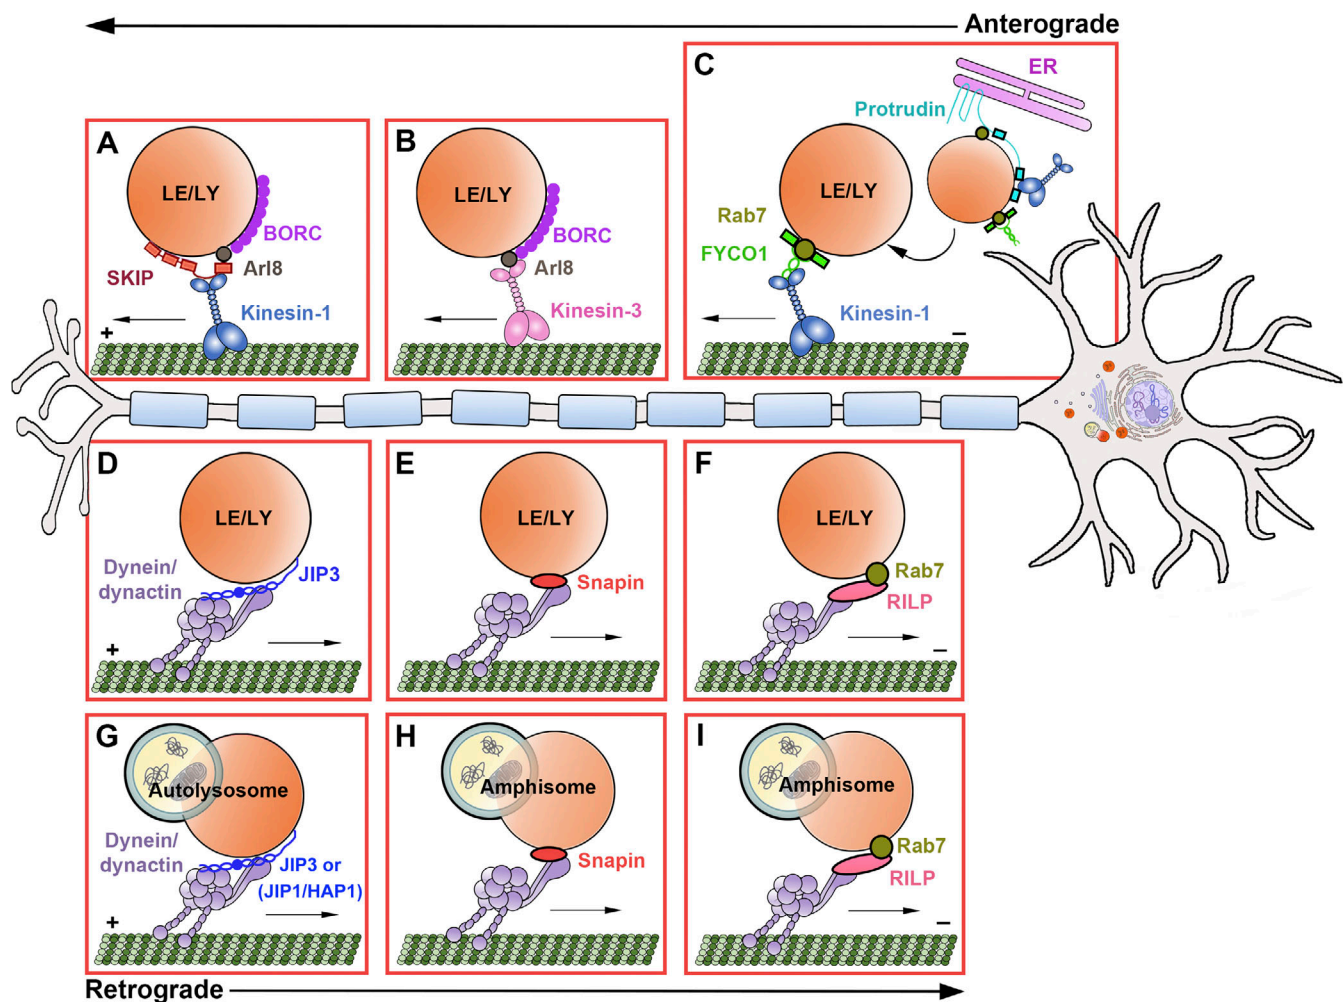 Anterograde
A
LE/LY
BORC
Arl8
SKIP
Kinesin-1
+
B
LE/LY
BORC
Arl8
Kinesin-3
C
ER
Protrudin
LE/LY
Rab7
FYCO1
Kinesin-1
–
D
LE/LY
Dynein/
dynactin
JIP3
+
E
LE/LY
Snapin
F
LE/LY
Rab7
RILP
–
G
Autolysosome
Dynein/
dynactin
JIP3 or
(JIP1/HAP1)
+
H
Amphisome
Snapin
I
Amphisome
Rab7
RILP
–
Retrograde